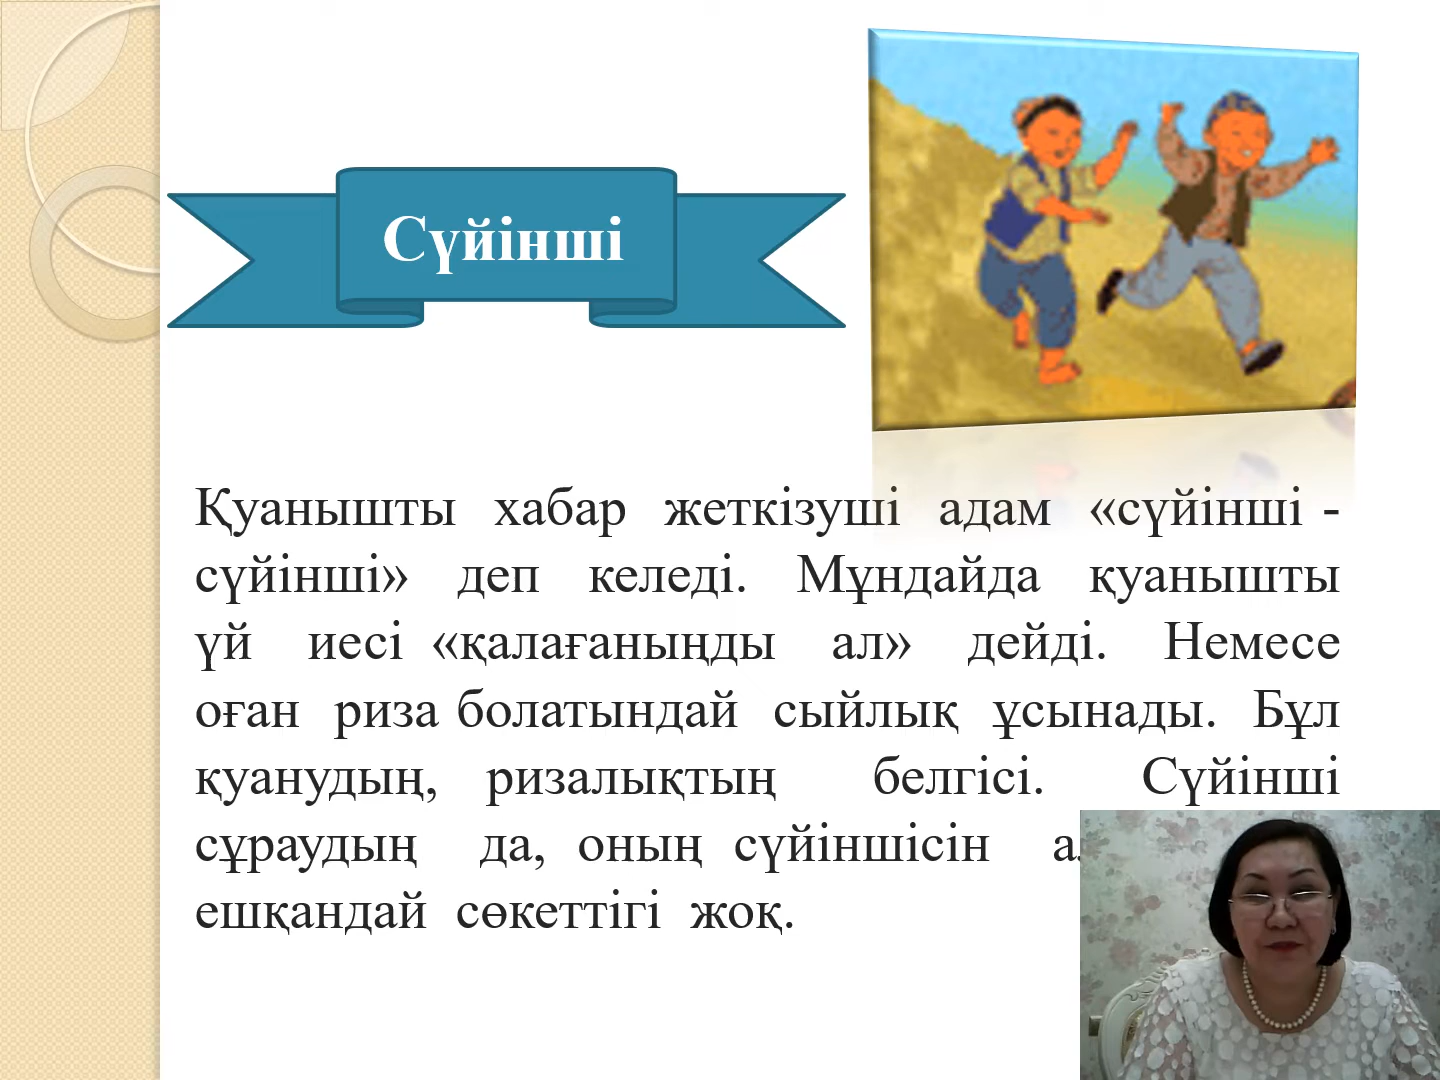 Сүйінші
Қуанышты хабар жеткізуші адам «сүйінші -
сүйінші» деп келеді. Мұндайда қуанышты
үй иесі «қалағаныңды ал» дейді. Немесе
оған риза болатындай сыйлық ұсынады. Бұл
қуанудың, ризалықтың белгісі. Сүйінші
сұраудың да, оның сүйіншісін
ешқандай сөкеттігі жоқ.